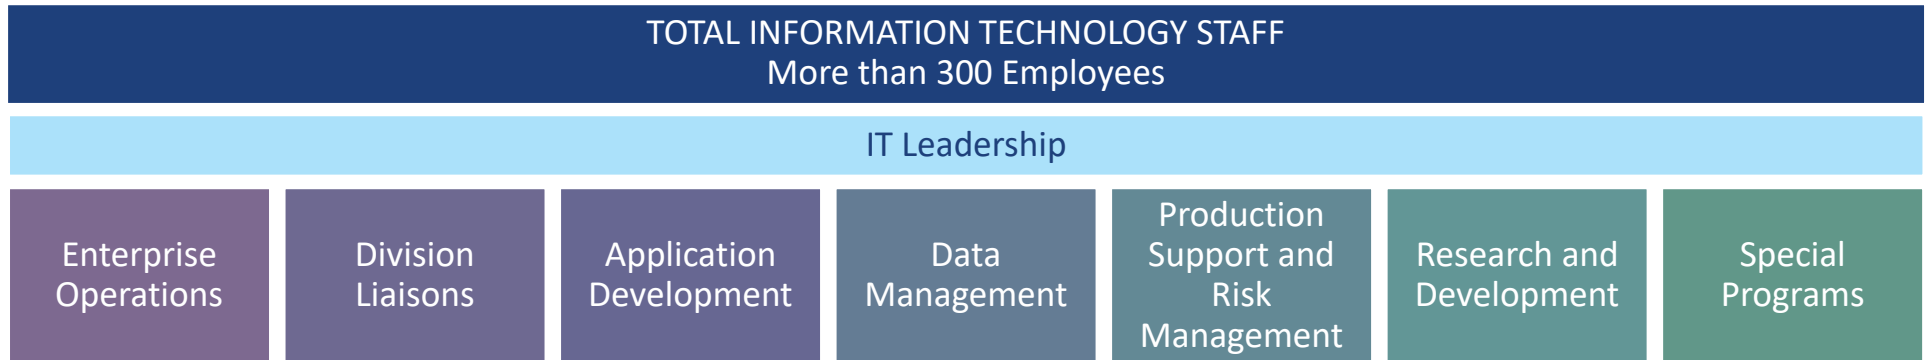 TOTAL INFORMATION TECHNOLOGY STAFF
More than 300 Employees
IT Leadership
Enterprise
Operations
Division
Liaisons
Application
Development
Data
Management
Production
Support and
Risk
Management
Research and
Development
Special
Programs